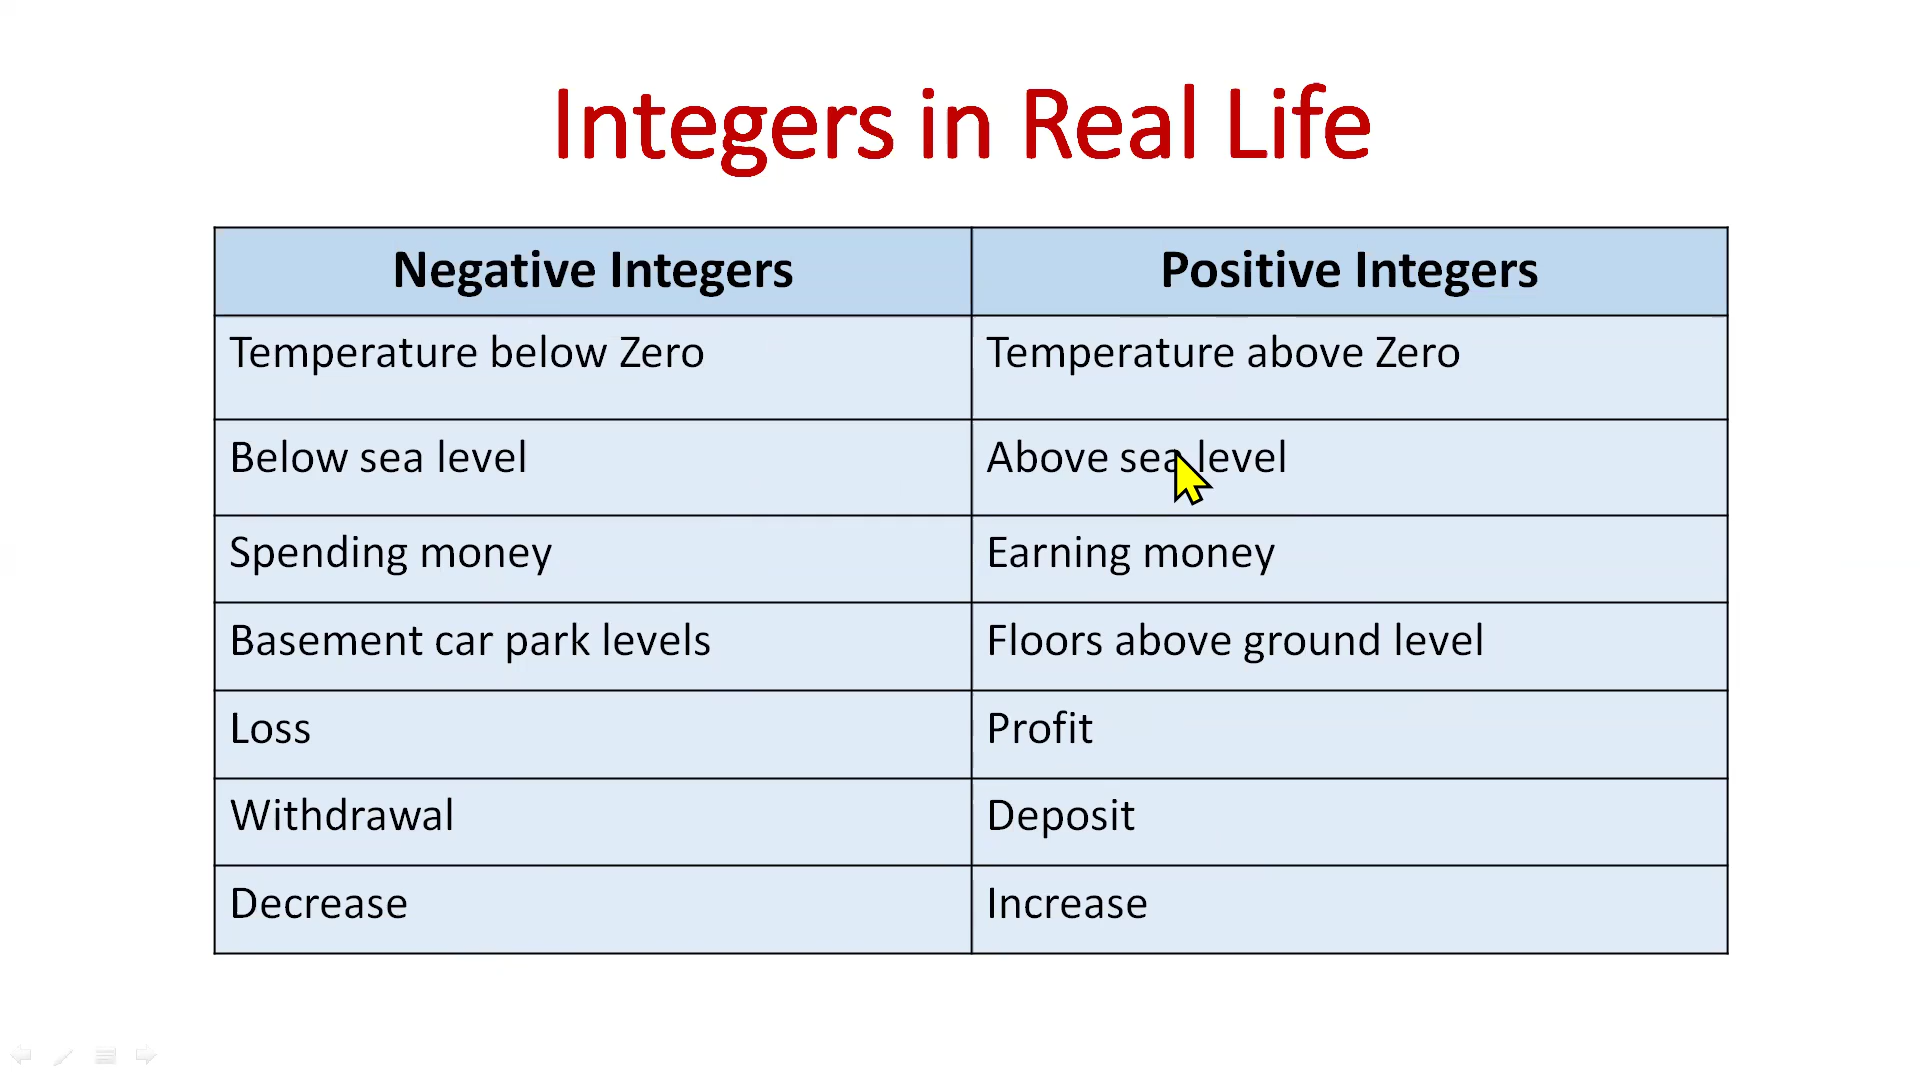 Integers in Real Life
Negative Integers
Positive Integers
Temperature below Zero
Temperature above Zero
Below sea level
Above sea level
Spending money
Earning money
Basement car park levels
Floors above ground level
Loss
Profit
Withdrawal
Deposit
Decrease
Increase